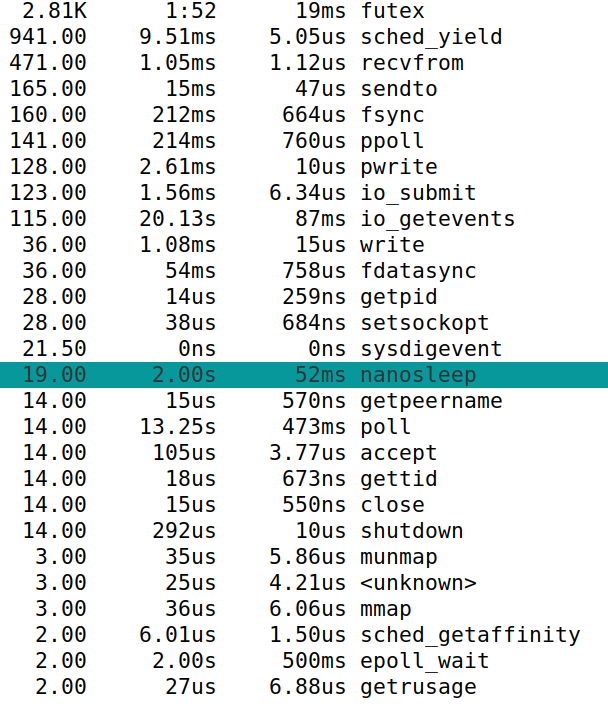 2.81K 1:52 19ms futex
941.00 9.51ms 5.05us sched_yield
471.00 1.05ms 1.12us recvfrom
165.00 15ms 47us sendto
160.00 212ms 664us fsync
141.00 214ms 760us ppoll
128.00 2.61ms 10us pwrite
123.00 1.56ms 6.34us io_submit
115.00 20.13s 87ms io_getevents
36.00 1.08ms 15us write
36.00 54ms 758us fdatasync
28.00 14us 259ns getpid
28.00 38us 684ns setsockopt
21.50 0ns 0ns sysdigevent
19.00 2.00s 52ms nanosleep
14.00 15us 570ns getpeername
14.00 13.25s 473ms poll
14.00 105us 3.77us accept
14.00 18us 673ns gettid
14.00 15us 550ns close
14.00 292us 10us shutdown
3.00 35us 5.86us munmap
3.00 25us 4.21us <unknown>
3.00 36us 6.06us mmap
2.00 6.01us 1.50us sched_getaffinity
2.00 2.00s 500ms epoll_wait
2.00 27us 6.88us getrusage